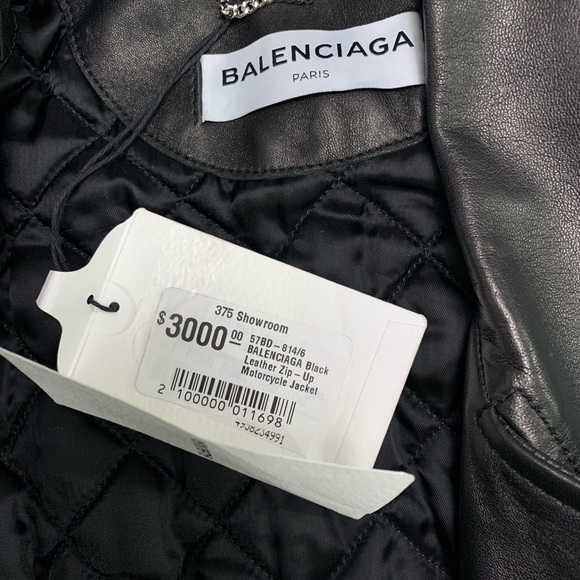 BALENCIAGA
PARIS
375 Showroom
$3000.00 57BD-814/6
BALENCIAGA Black
Leather Zip-Up
Motorcycle Jacket
2 100000 011698
4938234991